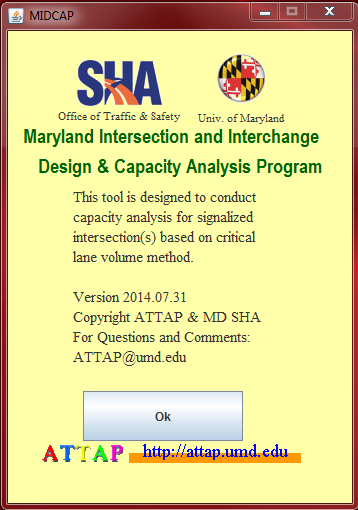 MIDCAP
SHA
Office of Traffic & Safety
Univ. of Maryland
Maryland Intersection and Interchange
Design & Capacity Analysis Program
This tool is designed to conduct
capacity analysis for signalized
intersection(s) based on critical
lane volume method.
Version 2014.07.31
Copyright ATTAP & MD SHA
For Questions and Comments:
ATTAP@umd.edu
Ok
ATTAP http://attap.umd.edu